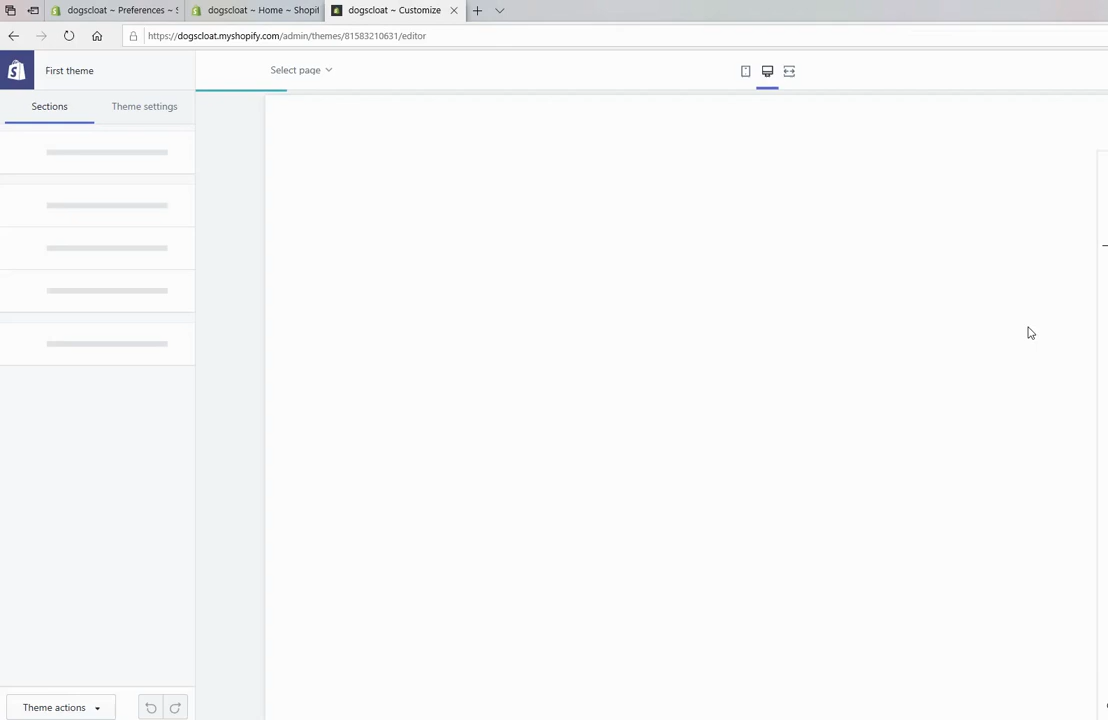 dogscloat ~ Preferences ~ S
dogscloat ~ Home ~ Shopif
dogscloat ~ Customize
https://dogscloat.myshopify.com/admin/themes/81583210631/editor
First theme
Select page
Sections
Theme settings
Theme actions